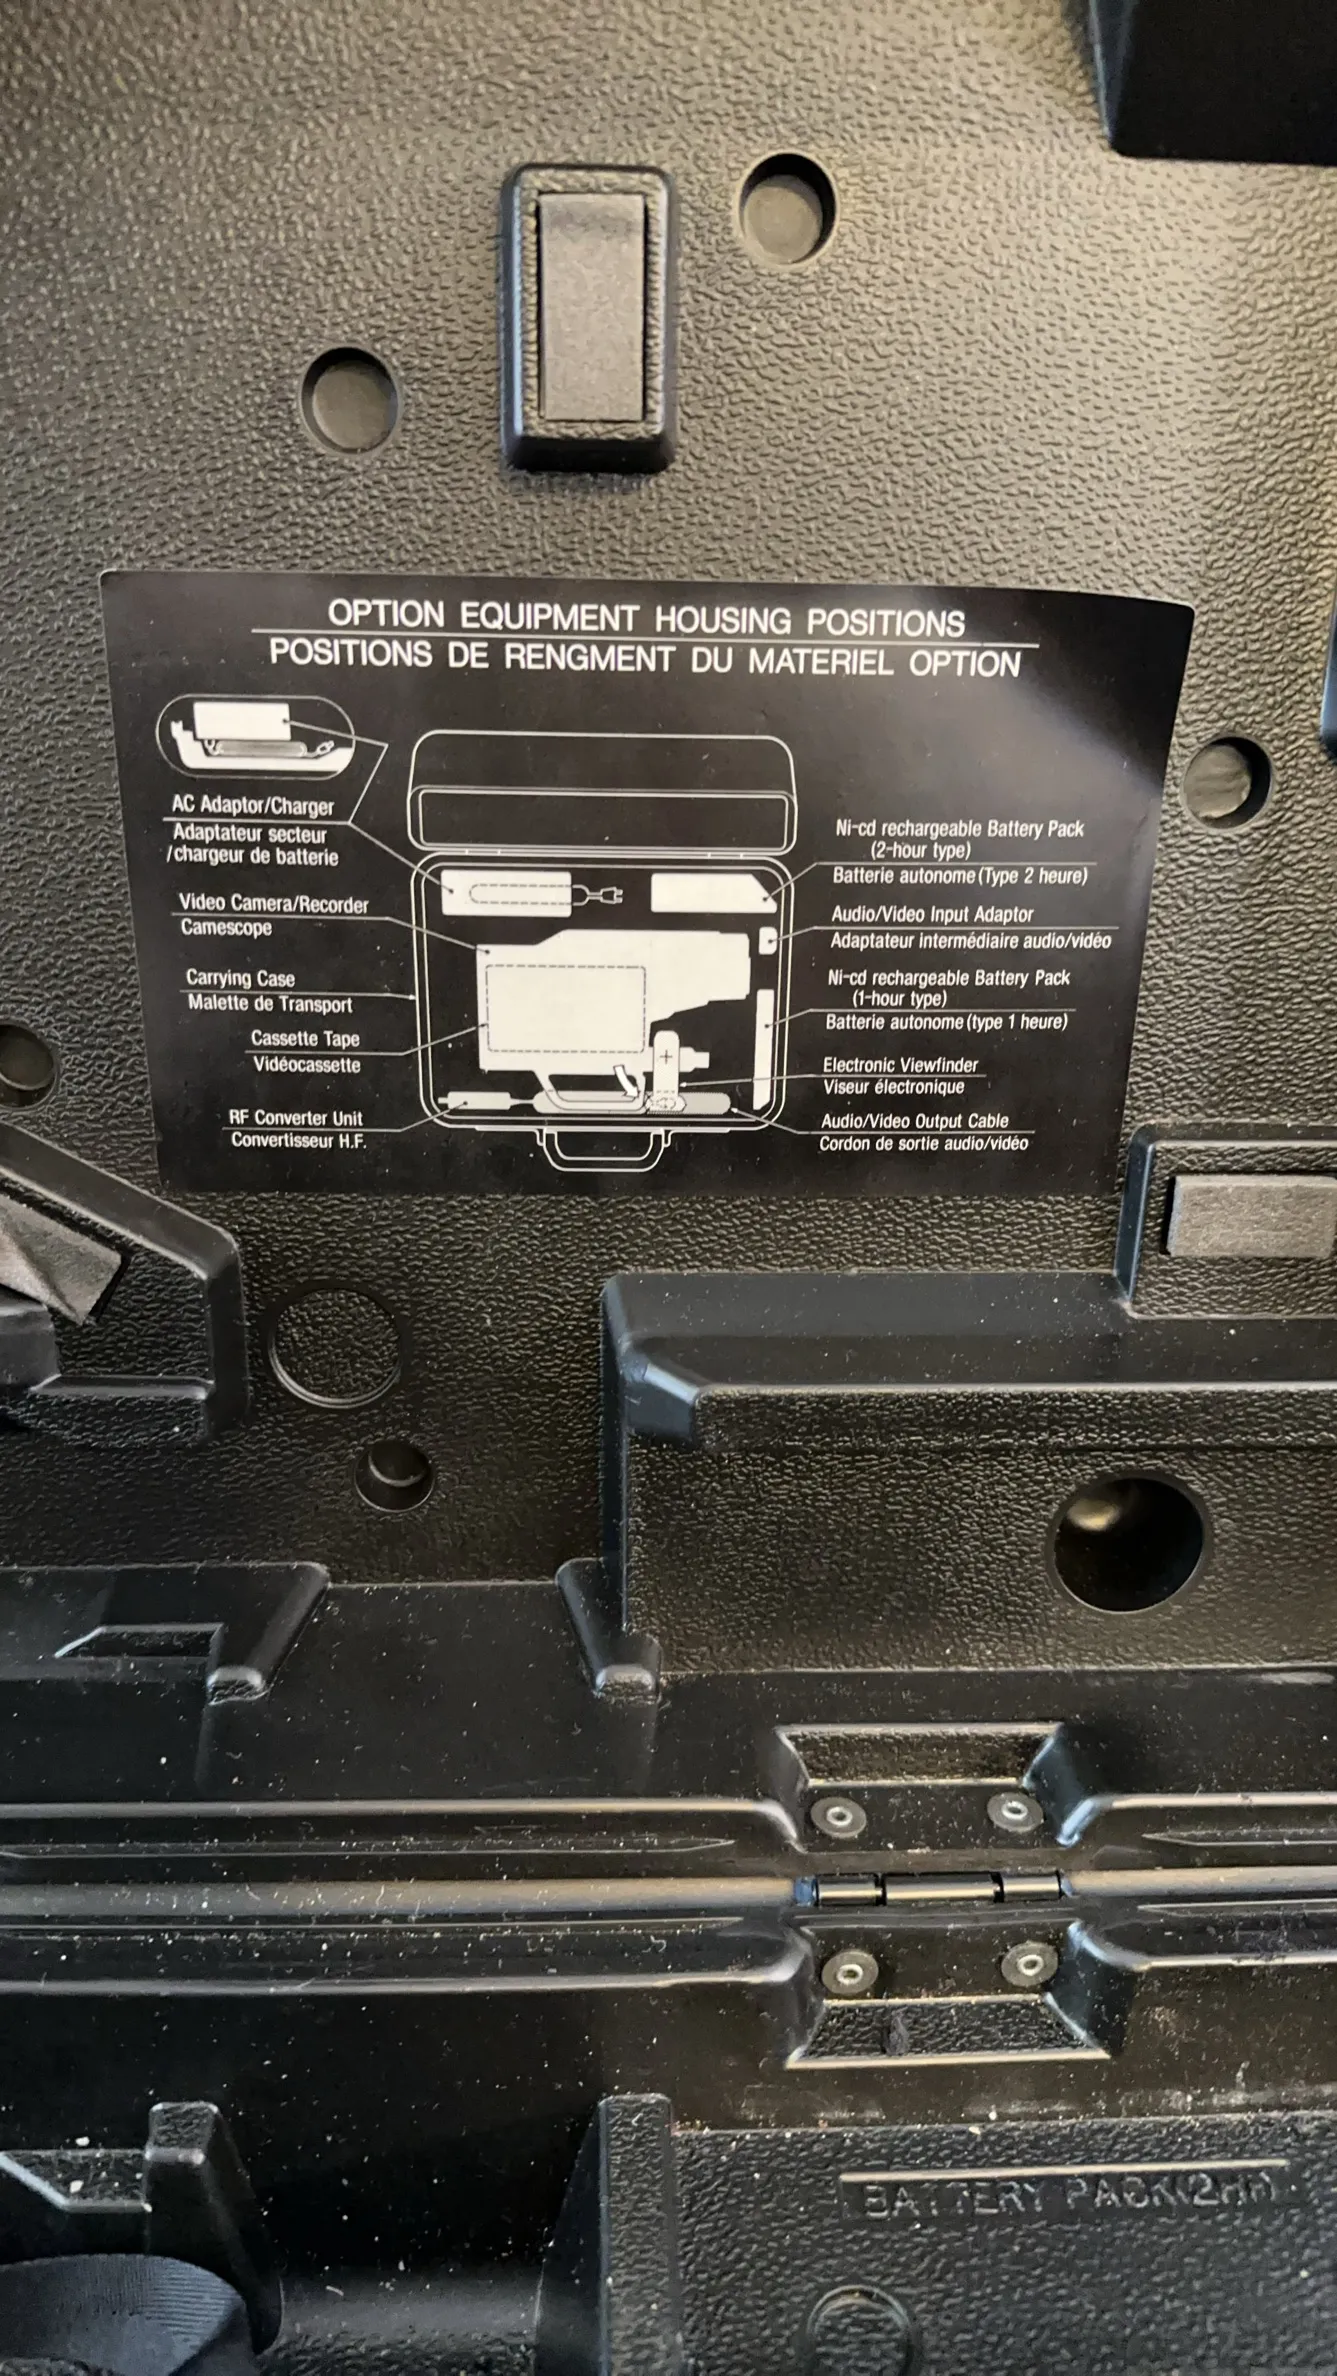 OPTION EQUIPMENT HOUSING POSITIONS
POSITIONS DE RENGMENT DU MATERIEL OPTION
AC Adaptor/Charger
Adaptateur secteur
/chargeur de batterie
Video Camera/Recorder
Camescope
Carrying Case
Malette de Transport
Cassette Tape
Vidéocassette
RF Converter Unit
Convertisseur H.F.
Ni-cd rechargeable Battery Pack
(2-hour type)
Batterie autonome (Type 2 heure)
Audio/Video Input Adaptor
Adaptateur intermédiaire audio/vidéo
Ni-cd rechargeable Battery Pack
(1-hour type)
Batterie autonome (type 1 heure)
Electronic Viewfinder
Viseur électronique
Audio/Video Output Cable
Cordon de sortie audio/vidéo
BATTERY PACK(2Hr)